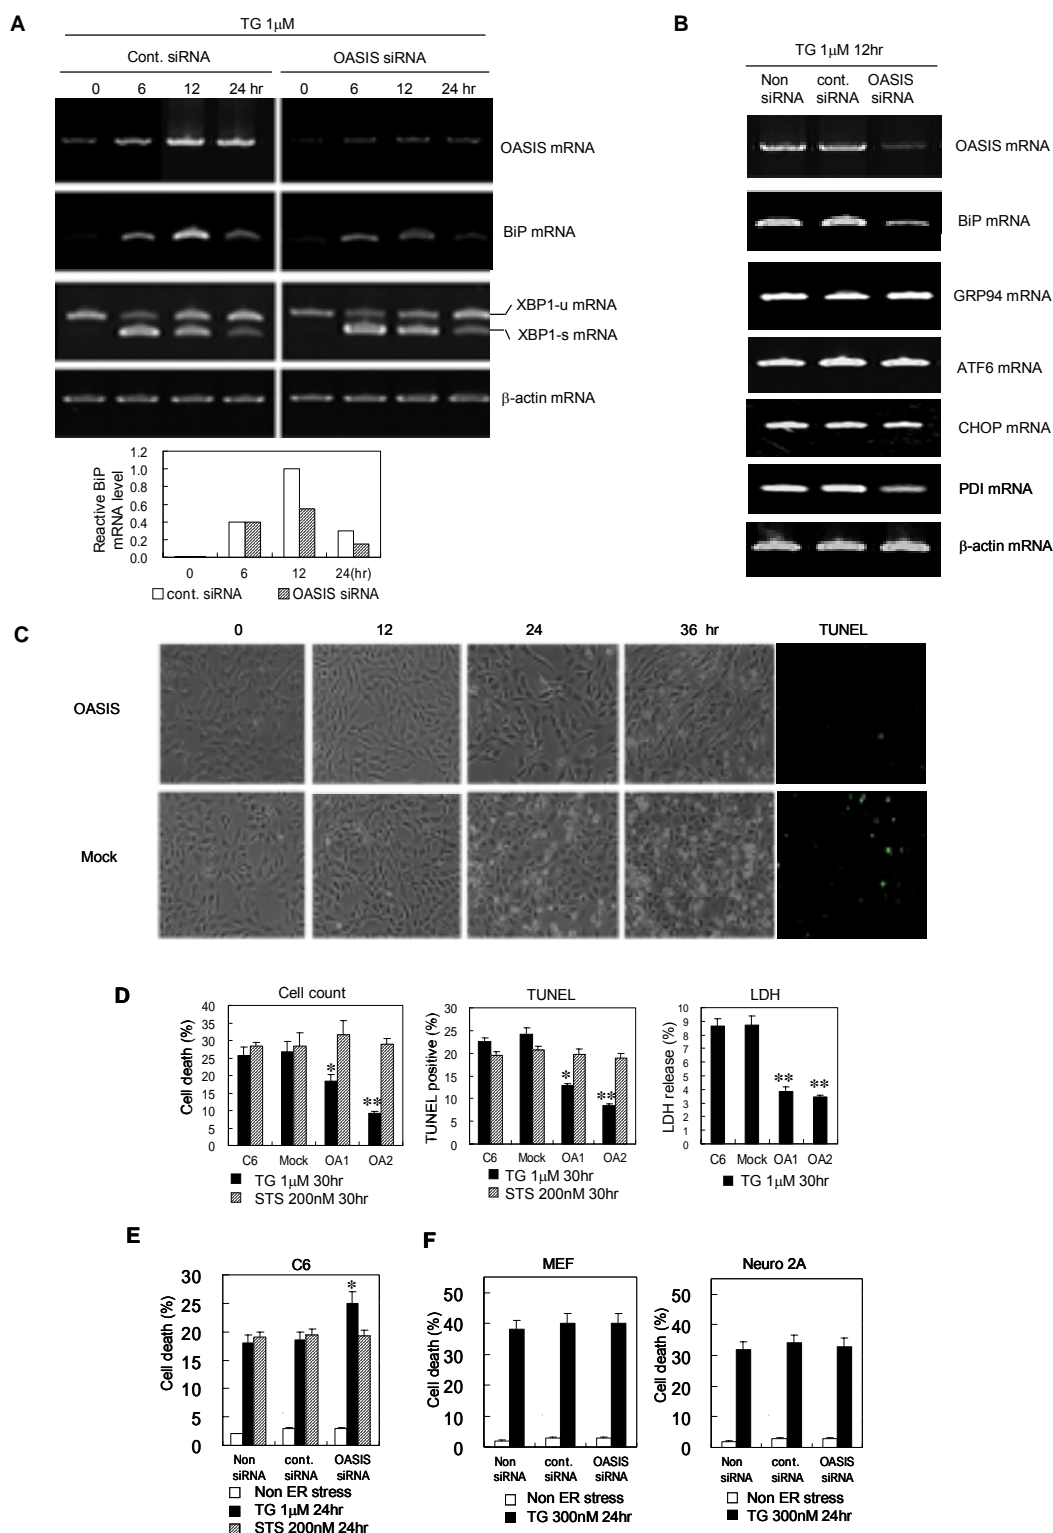 A
TG 1μM
Cont. siRNA
OASIS siRNA
0 6 12 24 hr 0 6 12 24 hr
OASIS mRNA
BiP mRNA
XBP1-u mRNA
XBP1-s mRNA
β-actin mRNA
Reactive BiP
mRNA level
1.2
1.0
0.8
0.6
0.4
0.2
0.0
0 6 12 24(hr)
cont. siRNA OASIS siRNA
B
TG 1μM 12hr
Non siRNA
cont. siRNA
OASIS siRNA
OASIS mRNA
BiP mRNA
GRP94 mRNA
ATF6 mRNA
CHOP mRNA
PDI mRNA
β-actin mRNA
C
0 12 24 36 hr TUNEL
OASIS
Mock
D
Cell count
Cell death (%)
40
35
30
25
20
15
10
5
0
* **
C6 Mock OA1 OA2
TG 1μM 30hr
STS 200nM 30hr
TUNEL
TUNEL positive (%)
30
25
20
15
10
5
0
* **
C6 Mock OA1 OA2
TG 1μM 30hr
STS 200nM 30hr
LDH
LDH release (%)
10
9
8
7
6
5
4
3
2
1
0
** **
C6 Mock OA1 OA2
TG 1μM 30hr
E
C6
Cell death (%)
30
25
20
15
10
5
0
*
Non siRNA
cont. siRNA
OASIS siRNA
Non ER stress
TG 1μM 24hr
STS 200nM 24hr
F
MEF
Cell death (%)
50
40
30
20
10
0
Non siRNA
cont. siRNA
OASIS siRNA
Non ER stress
TG 300nM 24hr
Neuro 2A
Cell death (%)
50
40
30
20
10
0
Non siRNA
cont. siRNA
OASIS siRNA
Non ER stress
TG 300nM 24hr